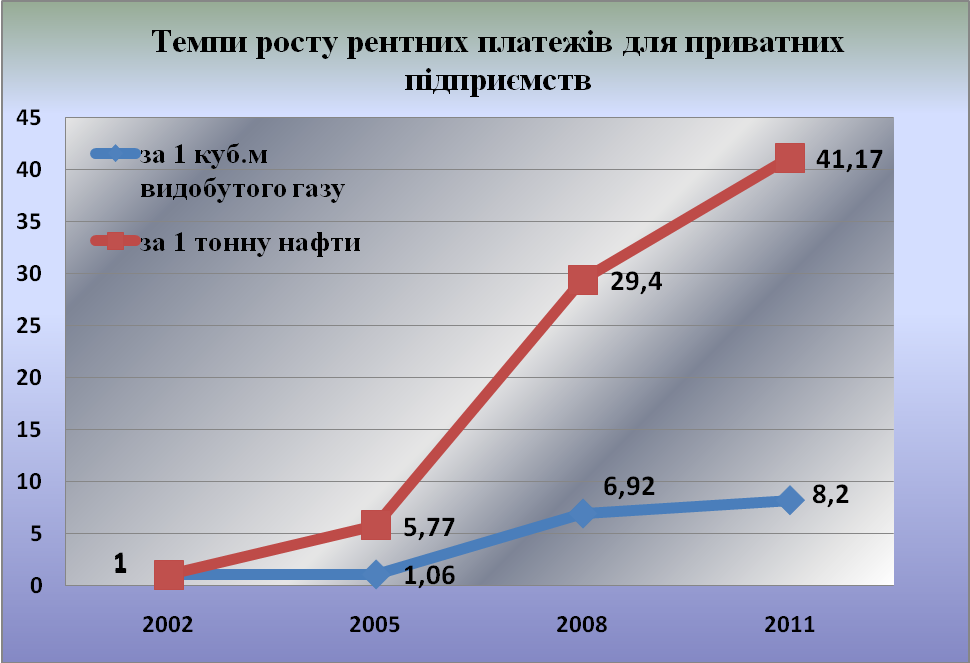 Темпи росту рентних платежів для приватних
підприємств
45
40
35
30
25
20
15
10
5
0
за 1 куб.м
видобутого газу
за 1 тонну нафти
41,17
29,4
6,92
8,2
5,77
1,06
1
2002 2005 2008 2011